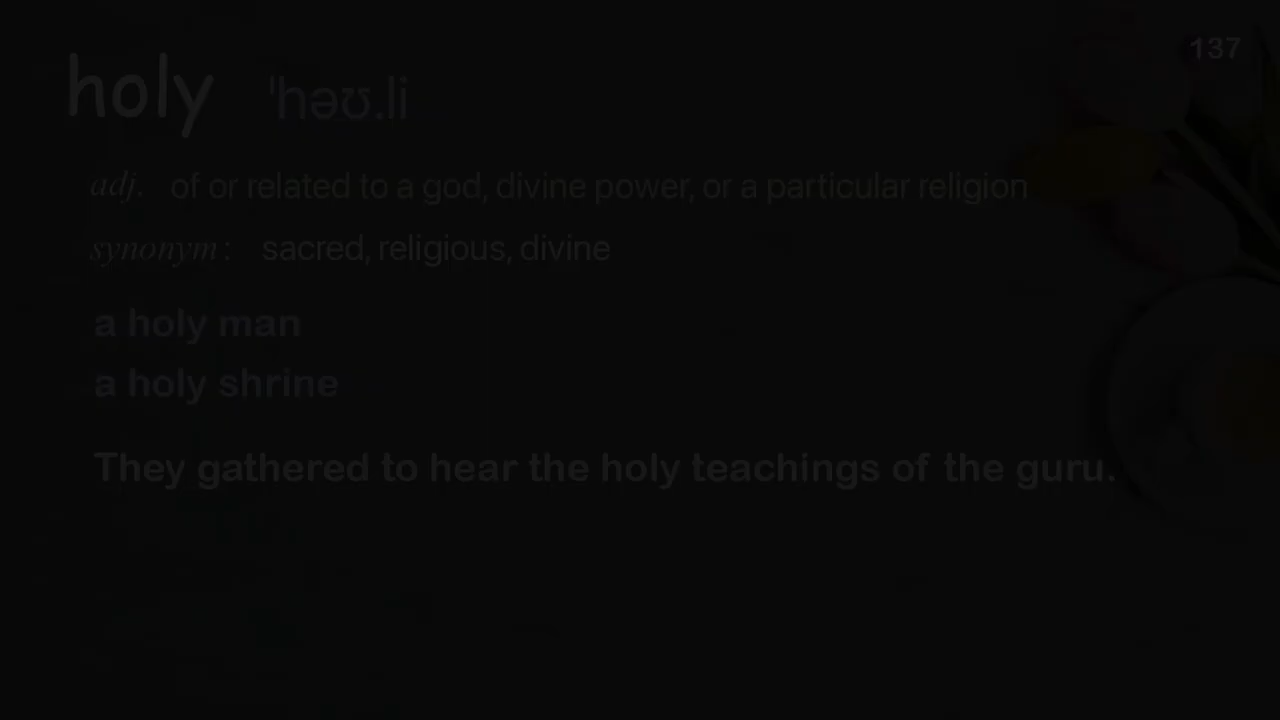 137
holy ˈhəʊ.li
adj. of or related to a god, divine power, or a particular religion
synonym: sacred, religious, divine
a holy man
a holy shrine
They gathered to hear the holy teachings of the guru.